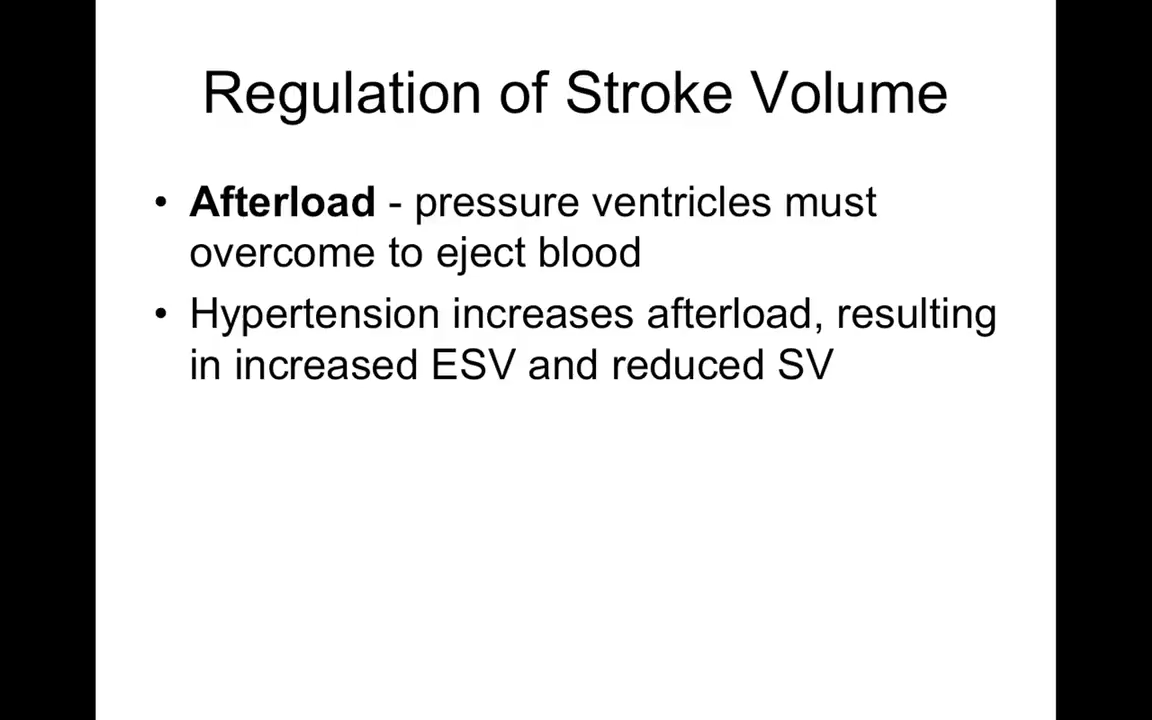 Regulation of Stroke Volume
• Afterload - pressure ventricles must
overcome to eject blood
• Hypertension increases afterload, resulting
in increased ESV and reduced SV